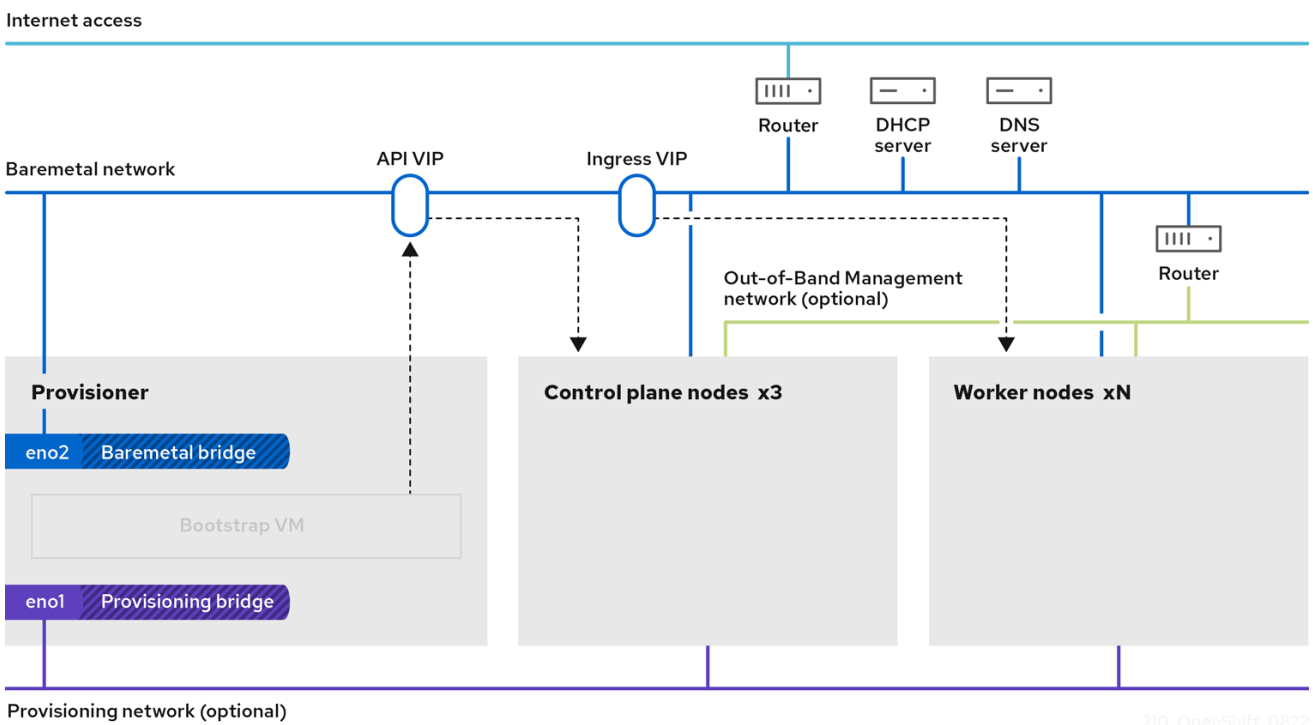 Internet access
Router
DHCP
server
DNS
server
Baremetal network
API VIP
Ingress VIP
Router
Out-of-Band Management
network (optional)
Provisioner
Control plane nodes x3
Worker nodes xN
eno2
Baremetal bridge
Bootstrap VM
eno1
Provisioning bridge
Provisioning network (optional)
210_OpenShift_0822